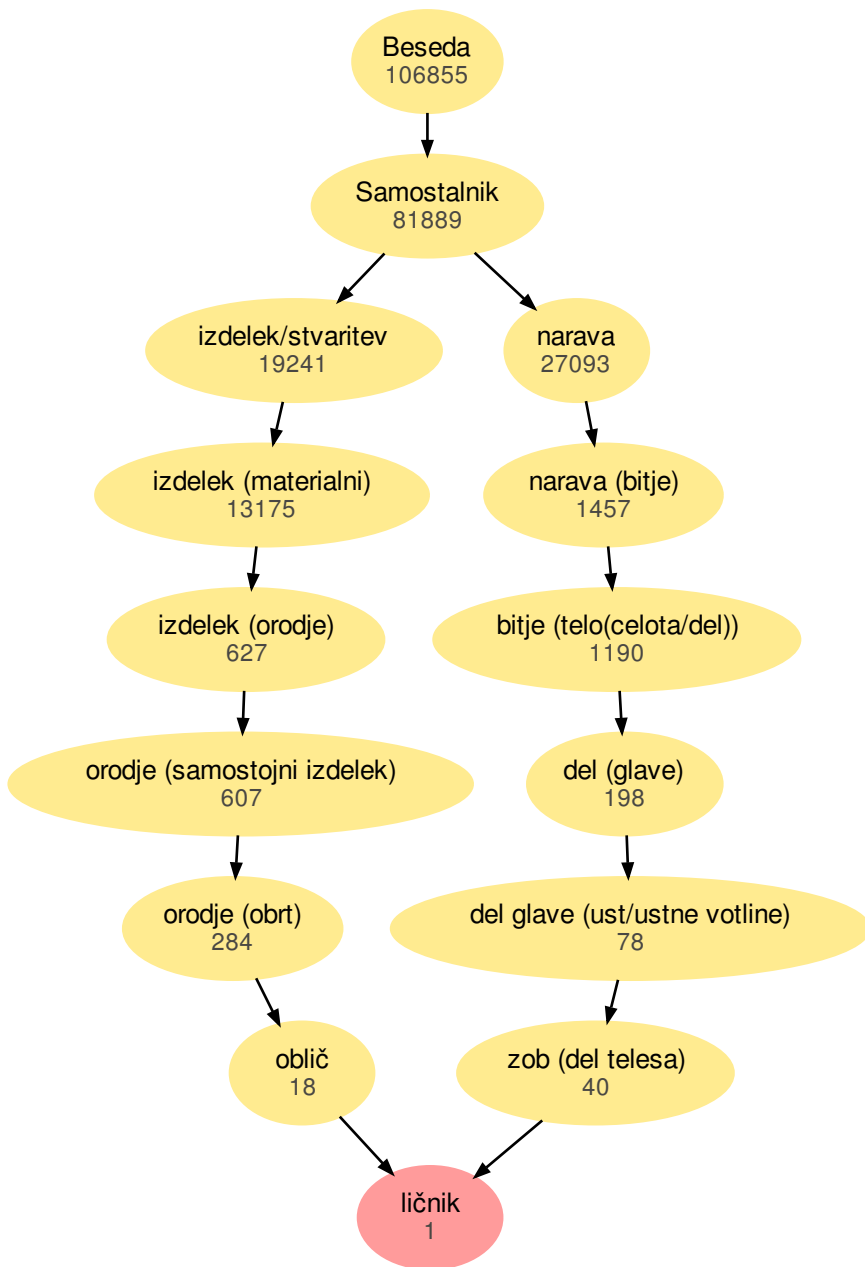 Beseda
106855
Samostalnik
81889
izdelek/stvaritev
19241
narava
27093
izdelek (materialni)
13175
narava (bitje)
1457
izdelek (orodje)
627
bitje (telo(celota/del))
1190
orodje (samostojni izdelek)
607
del (glave)
198
orodje (obrt)
284
del glave (ust/ustne votline)
78
oblič
18
zob (del telesa)
40
ličnik
1